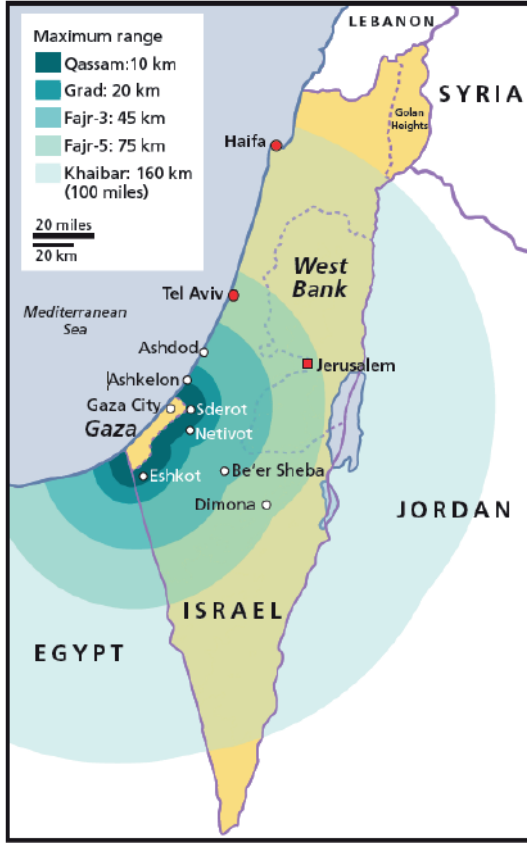 Maximum range
Qassam:10 km
Grad: 20 km
Fajr-3: 45 km
Fajr-5: 75 km
Khaibar: 160 km
(100 miles)
20 miles
20 km
LEBANON
SYRIA
Golan
Heights
Haifa
West
Bank
Tel Aviv
Mediterranean
Sea
Ashdod
Jerusalem
Ashkelon
Gaza City
Sderot
Gaza
Netivot
Be'er Sheba
Eshkot
Dimona
JORDAN
ISRAEL
EGYPT